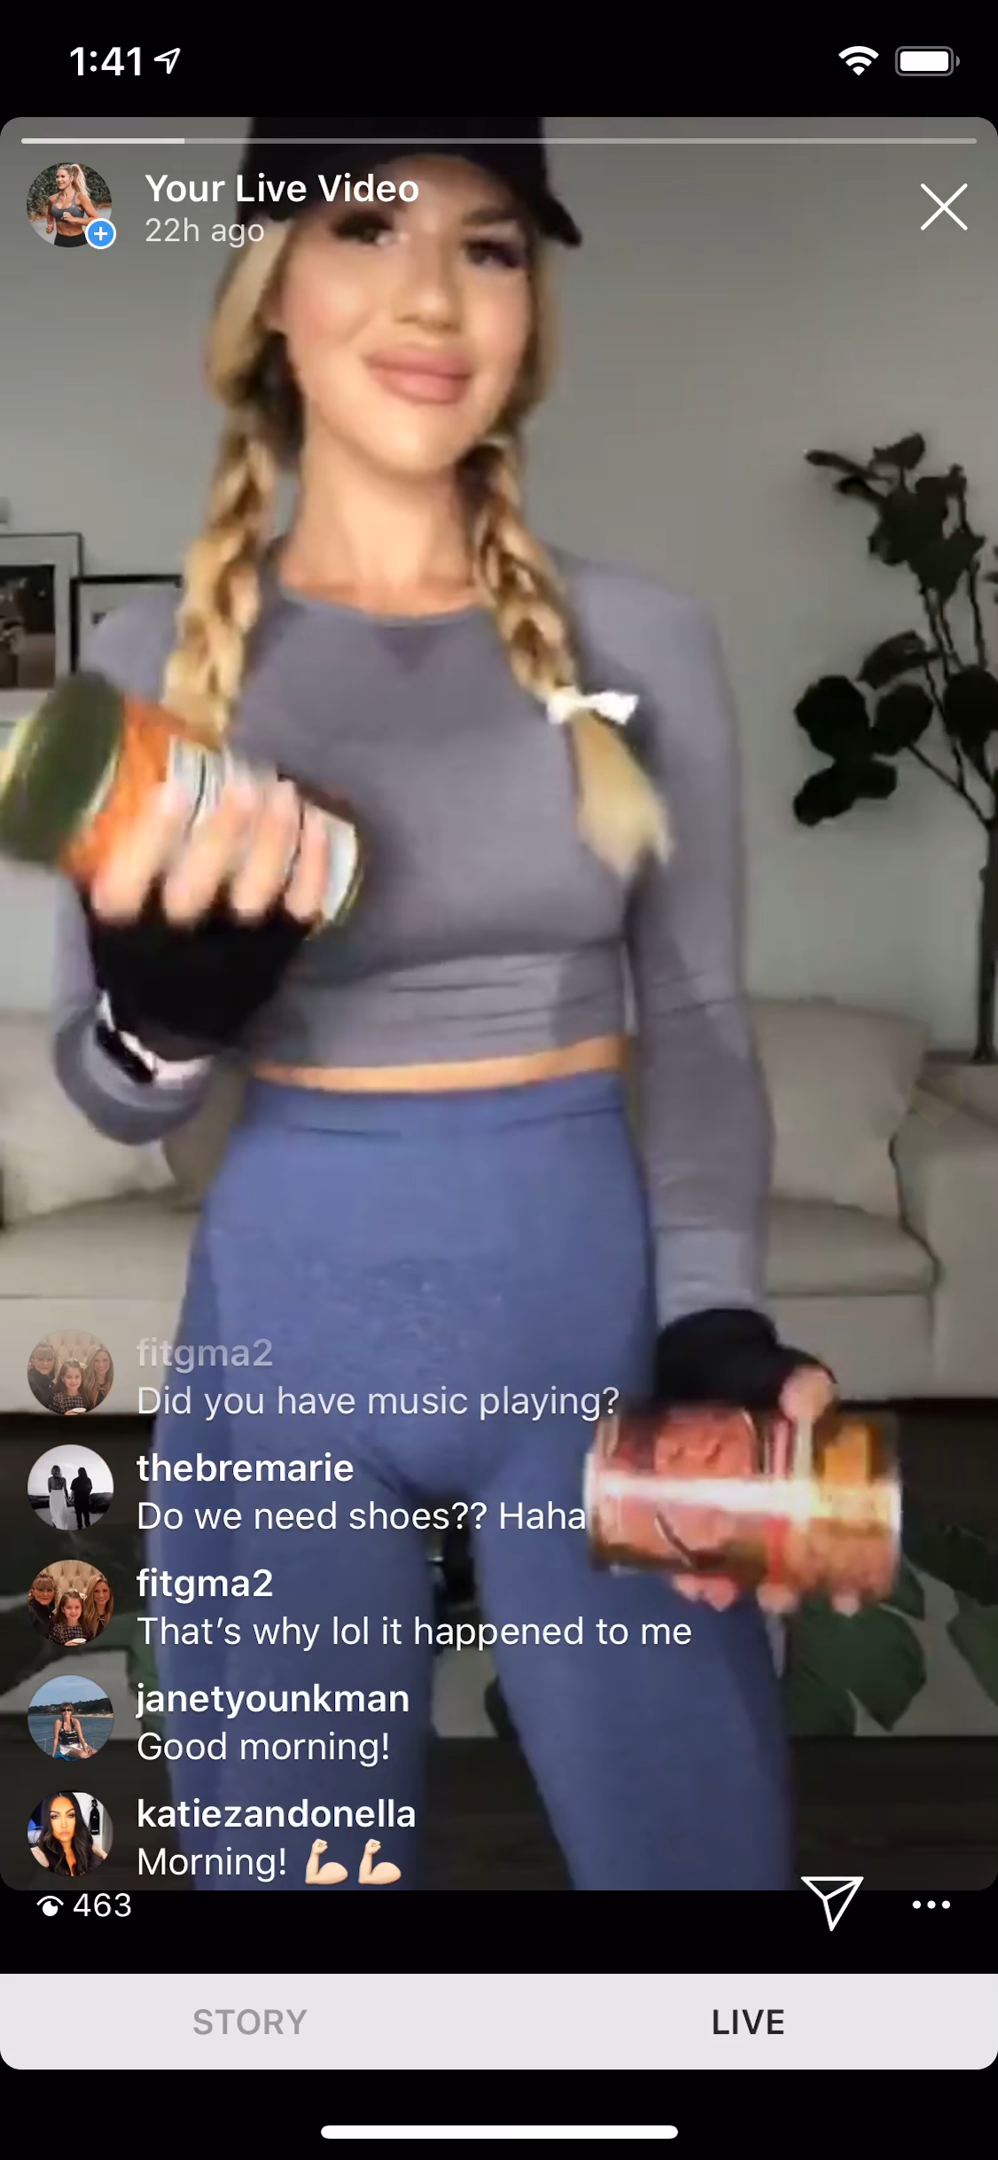 1:41
Your Live Video
22h ago
fitgma2
Did you have music playing?
thebremarie
Do we need shoes?? Haha
fitgma2
That’s why lol it happened to me
janetyounkman
Good morning!
katiezandonella
Morning! 💪🏻💪🏻
463
STORY
LIVE